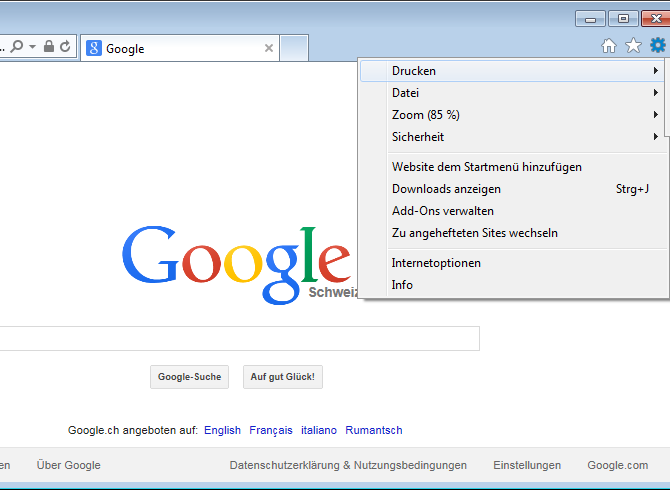 Google
Drucken
Datei
Zoom (85 %)
Sicherheit
Website dem Startmenü hinzufügen
Downloads anzeigen Strg+J
Add-Ons verwalten
Zu angehefteten Sites wechseln
Internetoptionen
Info
Google
Schweiz
Google-Suche Auf gut Glück!
Google.ch angeboten auf: English Français italiano Rumantsch
Über Google Datenschutzerklärung & Nutzungsbedingungen Einstellungen Google.com